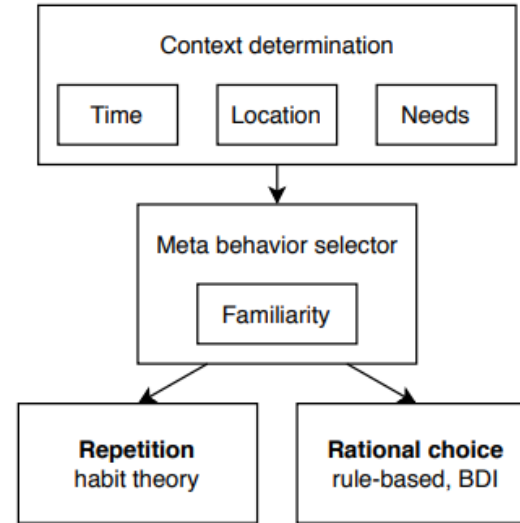 Context determination
Time
Location
Needs
Meta behavior selector
Familiarity
Repetition
habit theory
Rational choice
rule-based, BDI